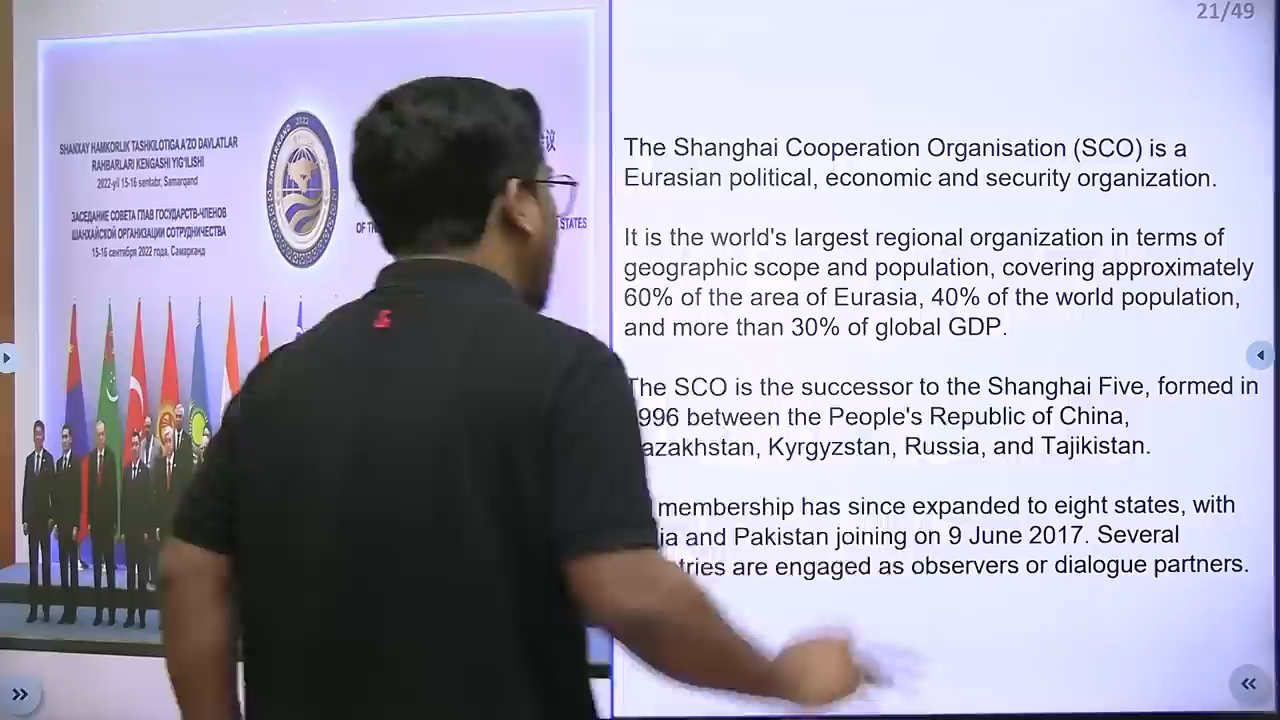 21/49
SHANXAY HAMKORLIK TASHKILOTIGA A'ZO DAVLATLAR
RAHBARLARI KENGASHI YIG'ILISHI
2022-yil 15-16 sentabr, Samarqand
ЗАСЕДАНИЕ СОВЕТА ГЛАВ ГОСУДАРСТВ-ЧЛЕНОВ
ШАНХАЙСКОЙ ОРГАНИЗАЦИИ СОТРУДНИЧЕСТВА
15-16 сентября 2022 года, Самарканд
SAMARKAND 2022
议
OF STATES
The Shanghai Cooperation Organisation (SCO) is a
Eurasian political, economic and security organization.
It is the world's largest regional organization in terms of
geographic scope and population, covering approximately
60% of the area of Eurasia, 40% of the world population,
and more than 30% of global GDP.
The SCO is the successor to the Shanghai Five, formed in
996 between the People's Republic of China,
azakhstan, Kyrgyzstan, Russia, and Tajikistan.
membership has since expanded to eight states, with
ia and Pakistan joining on 9 June 2017. Several
tries are engaged as observers or dialogue partners.